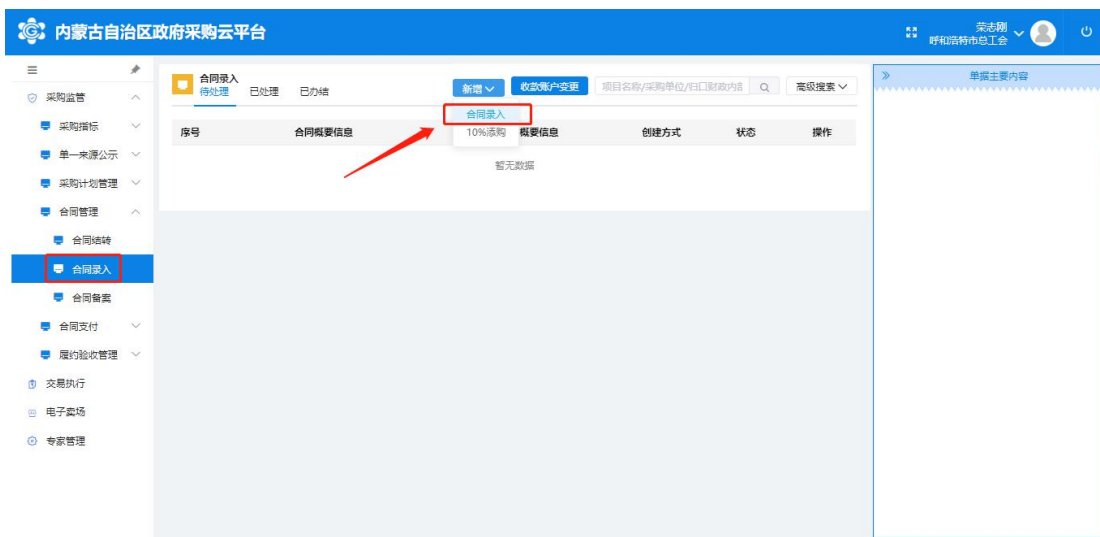 内蒙古自治区政府采购云平台
荣志刚
呼和浩特市总工会
采购监管
采购指标
单一来源公示
采购计划管理
合同管理
合同结转
合同录入
合同备案
合同支付
履约验收管理
交易执行
电子卖场
专家管理
合同录入
待处理 已处理 已办结
新增 收款账户变更 项目名称/采购单位/归口财政内部 高级搜索
合同录入
10%添购
序号 合同概要信息 概要信息 创建方式 状态 操作
暂无数据
单据主要内容